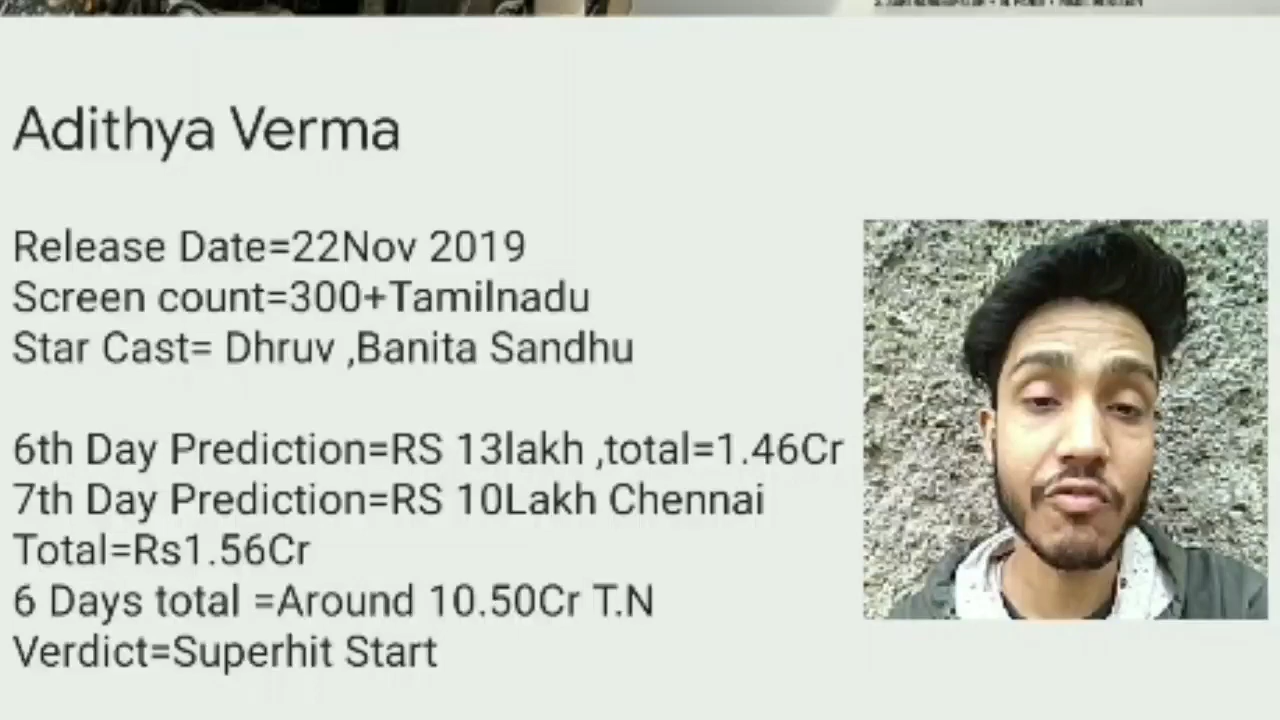 Adithya Verma
Release Date=22Nov 2019
Screen count=300+Tamilnadu
Star Cast= Dhruv ,Banita Sandhu
6th Day Prediction=RS 13lakh ,total=1.46Cr
7th Day Prediction=RS 10Lakh Chennai
Total=Rs1.56Cr
6 Days total =Around 10.50Cr T.N
Verdict=Superhit Start